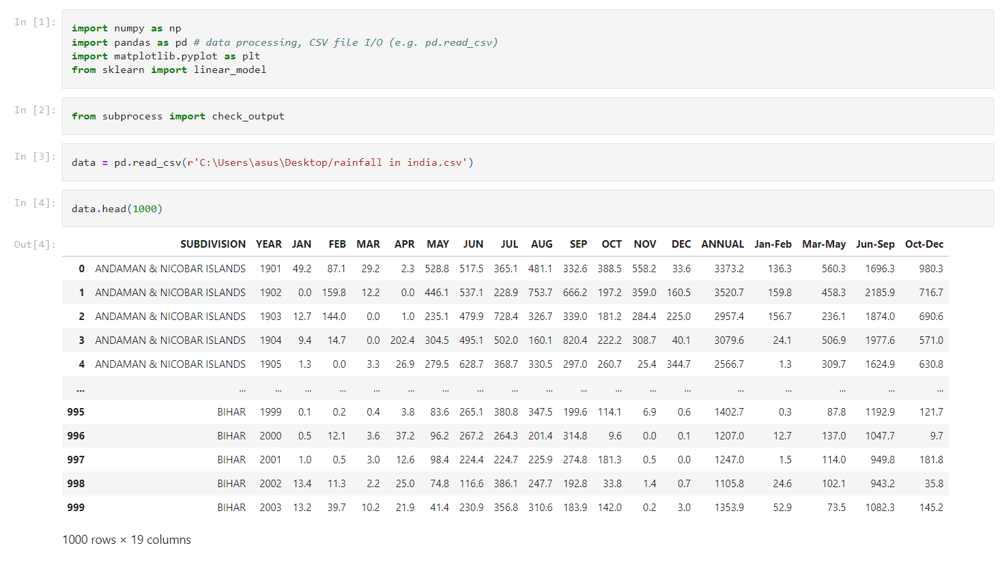 In [1]:
import numpy as np
import pandas as pd # data processing, CSV file I/O (e.g. pd.read_csv)
import matplotlib.pyplot as plt
from sklearn import linear_model
In [2]:
from subprocess import check_output
In [3]:
data = pd.read_csv(r'C:\Users\asus\Desktop/rainfall in india.csv')
In [4]:
data.head(1000)
Out[4]:
SUBDIVISION YEAR JAN FEB MAR APR MAY JUN JUL AUG SEP OCT NOV DEC ANNUAL Jan-Feb Mar-May Jun-Sep Oct-Dec
0 ANDAMAN & NICOBAR ISLANDS 1901 49.2 87.1 29.2 2.3 528.8 517.5 365.1 481.1 332.6 388.5 558.2 33.6 3373.2 136.3 560.3 1696.3 980.3
1 ANDAMAN & NICOBAR ISLANDS 1902 0.0 159.8 12.2 0.0 446.1 537.1 228.9 753.7 666.2 197.2 359.0 160.5 3520.7 159.8 458.3 2185.9 716.7
2 ANDAMAN & NICOBAR ISLANDS 1903 12.7 144.0 0.0 1.0 235.1 479.9 728.4 326.7 339.0 181.2 284.4 225.0 2957.4 156.7 236.1 1874.0 690.6
3 ANDAMAN & NICOBAR ISLANDS 1904 9.4 14.7 0.0 202.4 304.5 495.1 502.0 160.1 820.4 222.2 308.7 40.1 3079.6 24.1 506.9 1977.6 571.0
4 ANDAMAN & NICOBAR ISLANDS 1905 1.3 0.0 3.3 26.9 279.5 628.7 368.7 330.5 297.0 260.7 25.4 344.7 2566.7 1.3 309.7 1624.9 630.8
... ... ... ... ... ... ... ... ... ... ... ... ... ... ... ... ... ... ... ...
995 BIHAR 1999 0.1 0.2 0.4 3.8 83.6 265.1 380.8 347.5 199.6 114.1 6.9 0.6 1402.7 0.3 87.8 1192.9 121.7
996 BIHAR 2000 0.5 12.1 3.6 37.2 96.2 267.2 264.3 201.4 314.8 9.6 0.0 0.1 1207.0 12.7 137.0 1047.7 9.7
997 BIHAR 2001 1.0 0.5 3.0 12.6 98.4 224.4 224.7 225.9 274.8 181.3 0.5 0.0 1247.0 1.5 114.0 949.8 181.8
998 BIHAR 2002 13.4 11.3 2.2 25.0 74.8 116.6 386.1 247.7 192.8 33.8 1.4 0.7 1105.8 24.6 102.1 943.2 35.8
999 BIHAR 2003 13.2 39.7 10.2 21.9 41.4 230.9 356.8 310.6 183.9 142.0 0.2 3.0 1353.9 52.9 73.5 1082.3 145.2
1000 rows × 19 columns